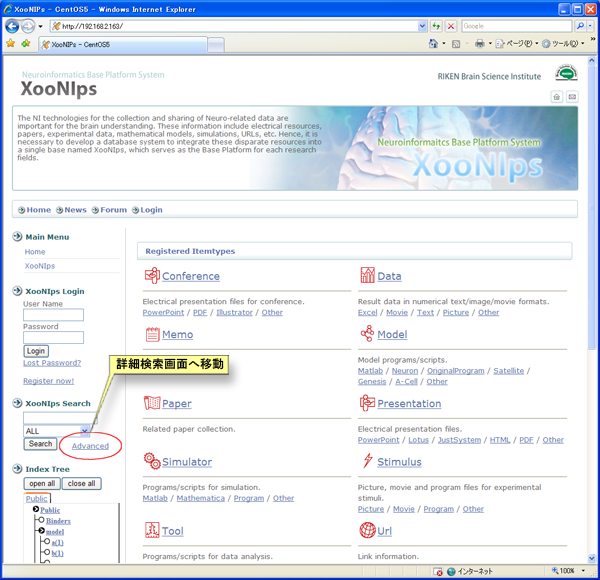 XooNIPs - CentOS5 - Windows Internet Explorer
http://192.168.2.163/
XooNIPs - CentOS5
ページ(P)
ツール(O)
Neuroinformatics Base Platform System
XooNIps
RIKEN Brain Science Institute
The NI technologies for the collection and sharing of Neuro-related data are
important for the brain understanding. These information include electrical resources,
papers, experimental data, mathematical models, simulations, URLs, etc. Hence, it is
necessary to develop a database system to integrate these disparate resources into
a single base named XooNIps, which serves as the Base Platform for each research
fields.
Neuroinformaitcs Base Platform System
XooNIps
Home News Forum Login
Main Menu
Home
XooNIps
XooNIps Login
User Name
Password
Login
Lost Password?
Register now!
詳細検索画面へ移動
XooNIps Search
ALL
Search Advanced
Index Tree
open all close all
Public
Public
Binders
model
a(1)
b(1)
Registered Itemtypes
Conference
Electrical presentation files for conference.
PowerPoint / PDF / Illustrator / Other
Data
Result data in numerical text/image/movie formats.
Excel / Movie / Text / Picture / Other
Memo
Model
Model programs/scripts.
Matlab / Neuron / OriginalProgram / Satellite /
Genesis / A-Cell / Other
Paper
Related paper collection.
Presentation
Electrical presentation files.
PowerPoint / Lotus / JustSystem / HTML / PDF / Other
Simulator
Programs/scripts for simulation.
Matlab / Mathematica / Program / Other
Stimulus
Picture, movie and program files for experimental
stimuli.
Picture / Movie / Program / Other
Tool
Programs/scripts for data analysis.
Url
Link information.
インターネット
100%